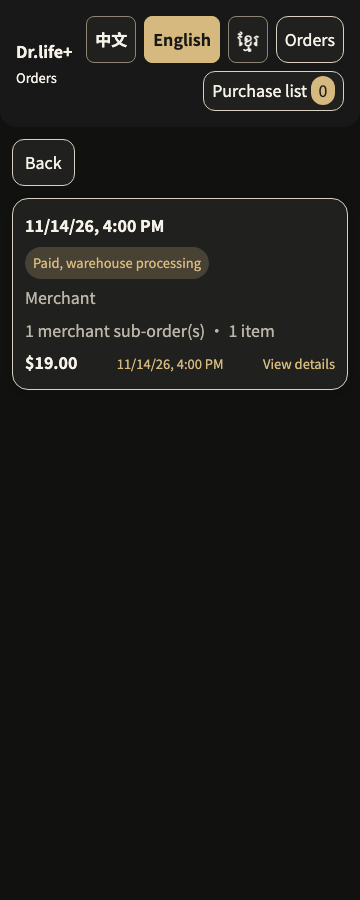 Dr.life+
Orders
中文
English
ខ្មែរ
Orders
Purchase list 0
Back
11/14/26, 4:00 PM
Paid, warehouse processing
Merchant
1 merchant sub-order(s) • 1 item
$19.00 11/14/26, 4:00 PM View details